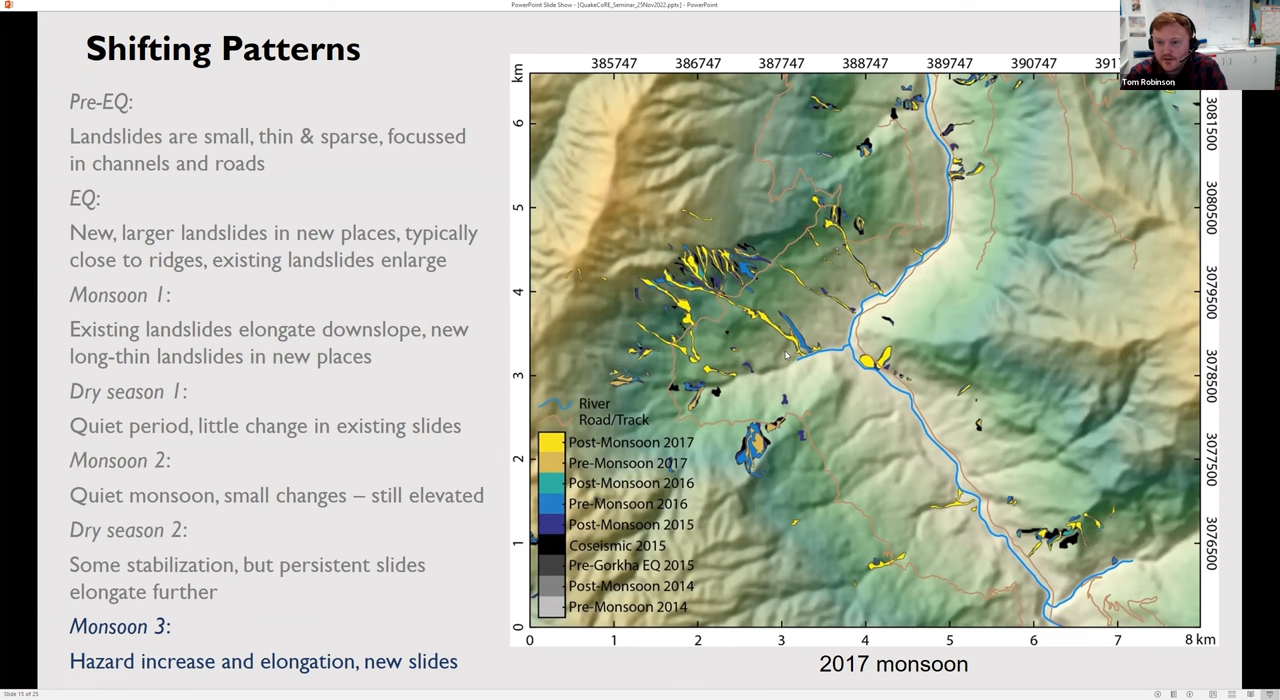 PowerPoint Slide Show - [QuakeCoRE_Seminar_25Nov2022.pptx] - PowerPoint
Shifting Patterns
Pre-EQ:
Landslides are small, thin & sparse, focussed
in channels and roads
EQ:
New, larger landslides in new places, typically
close to ridges, existing landslides enlarge
Monsoon 1:
Existing landslides elongate downslope, new
long-thin landslides in new places
Dry season 1:
Quiet period, little change in existing slides
Monsoon 2:
Quiet monsoon, small changes – still elevated
Dry season 2:
Some stabilization, but persistent slides
elongate further
Monsoon 3:
Hazard increase and elongation, new slides
km
385747 386747 387747 388747 389747 390747 3917
Tom Robinson
6
5
4
3
2
1
0
3081500
3080500
3079500
3078500
3077500
3076500
River
Road/Track
Post-Monsoon 2017
Pre-Monsoon 2017
Post-Monsoon 2016
Pre-Monsoon 2016
Post-Monsoon 2015
Coseismic 2015
Pre-Gorkha EQ 2015
Post-Monsoon 2014
Pre-Monsoon 2014
0 1 2 3 4 5 6 7 8 km
2017 monsoon
Slide 15 of 25